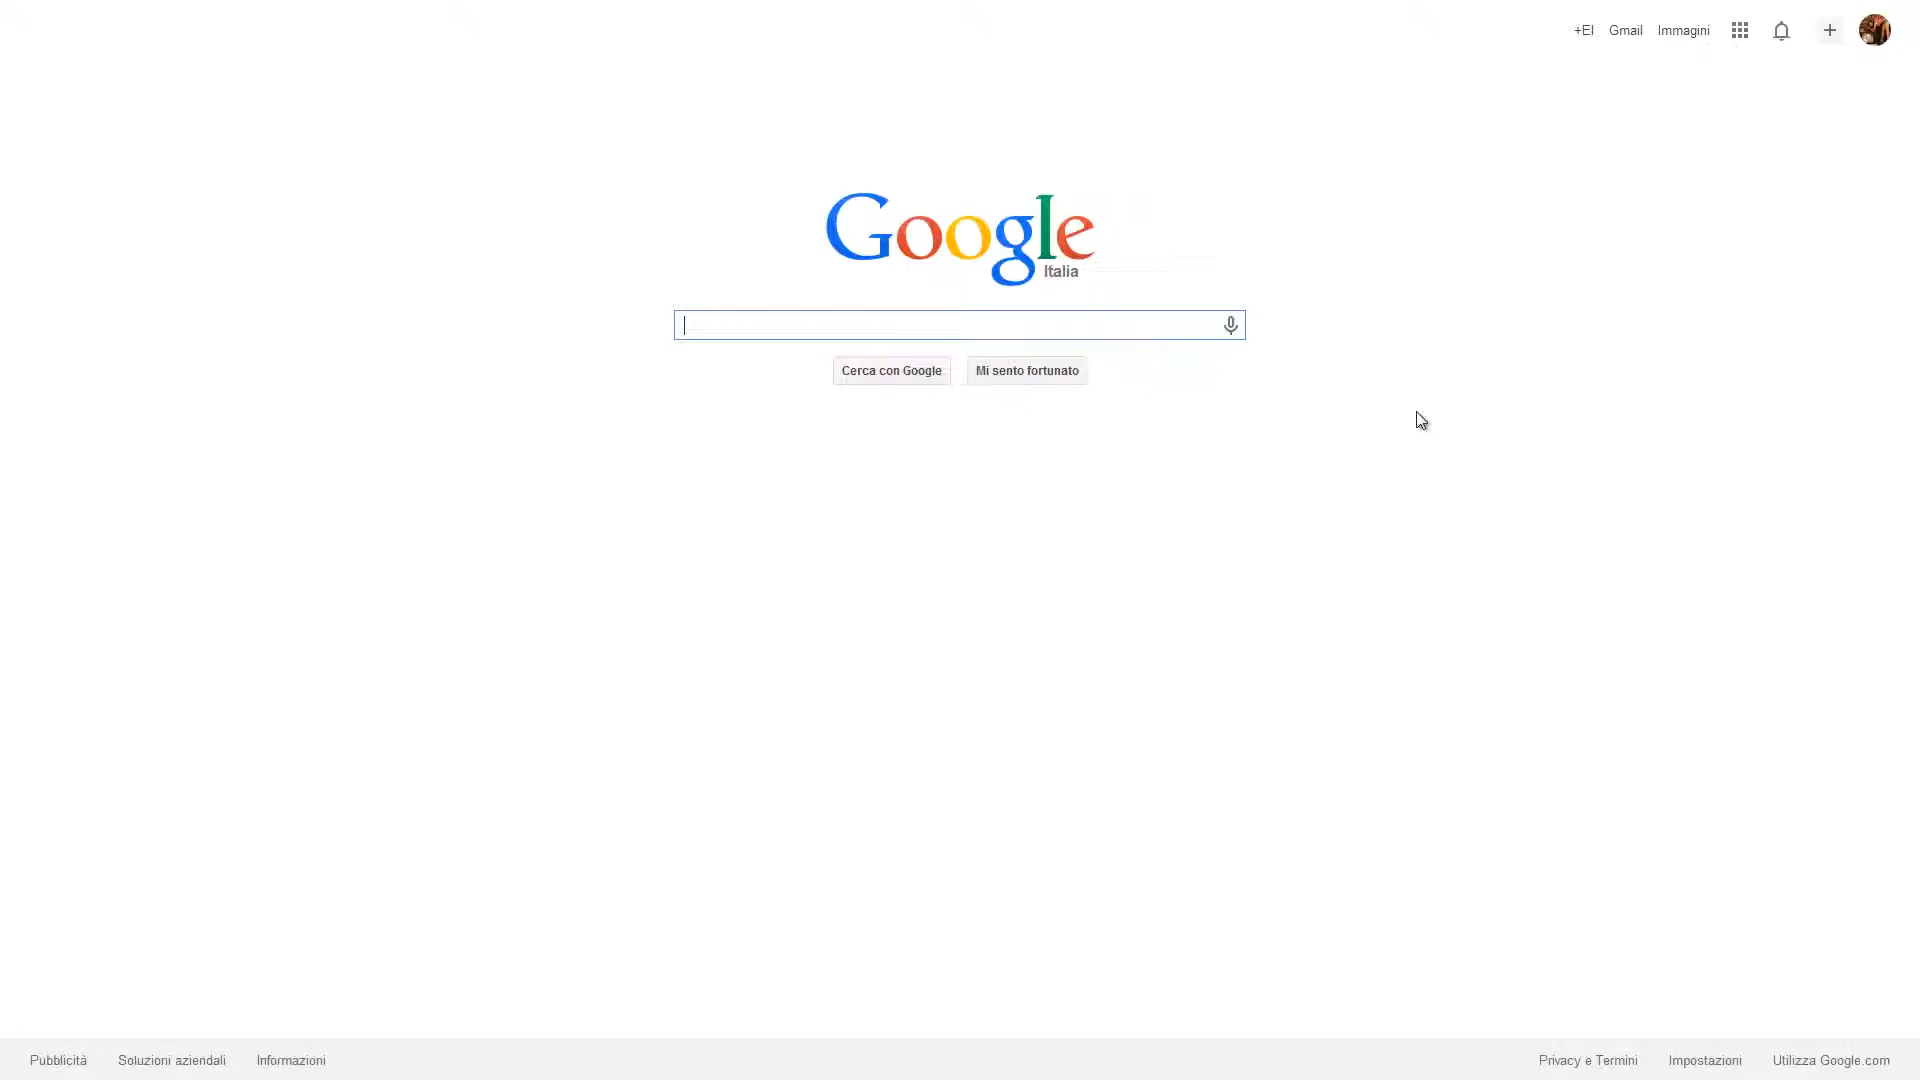 +El Gmail Immagini
Google
Italia
Cerca con Google Mi sento fortunato
Pubblicità Soluzioni aziendali Informazioni Privacy e Termini Impostazioni Utilizza Google.com